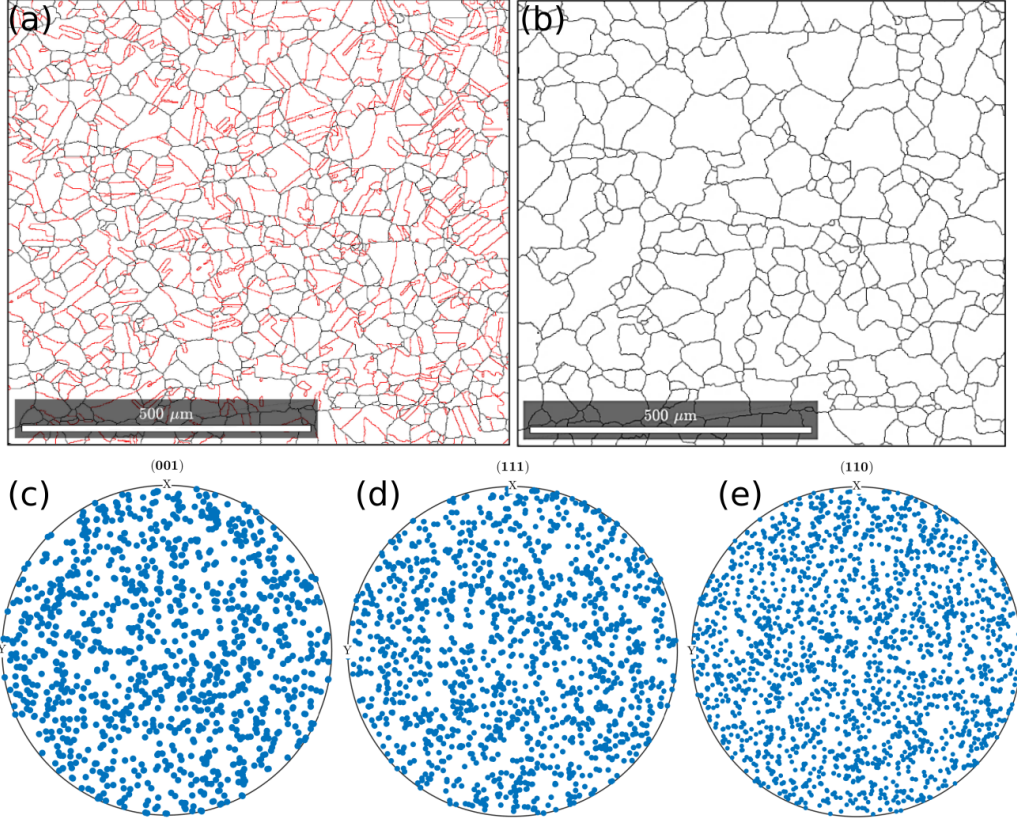 (a)
(b)
500 μm
500 μm
(001)
(111)
(110)
(c)
X
(d)
X
(e)
X
Y
Y
Y